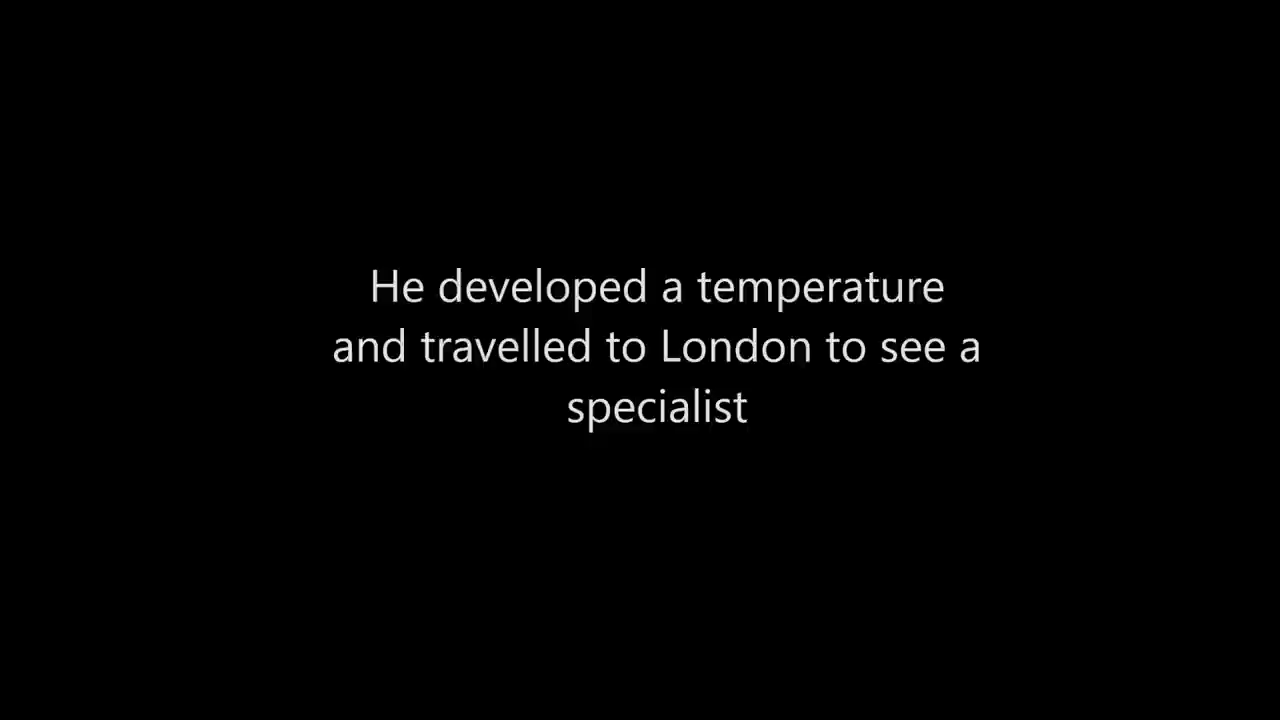 He developed a temperature
and travelled to London to see a
specialist